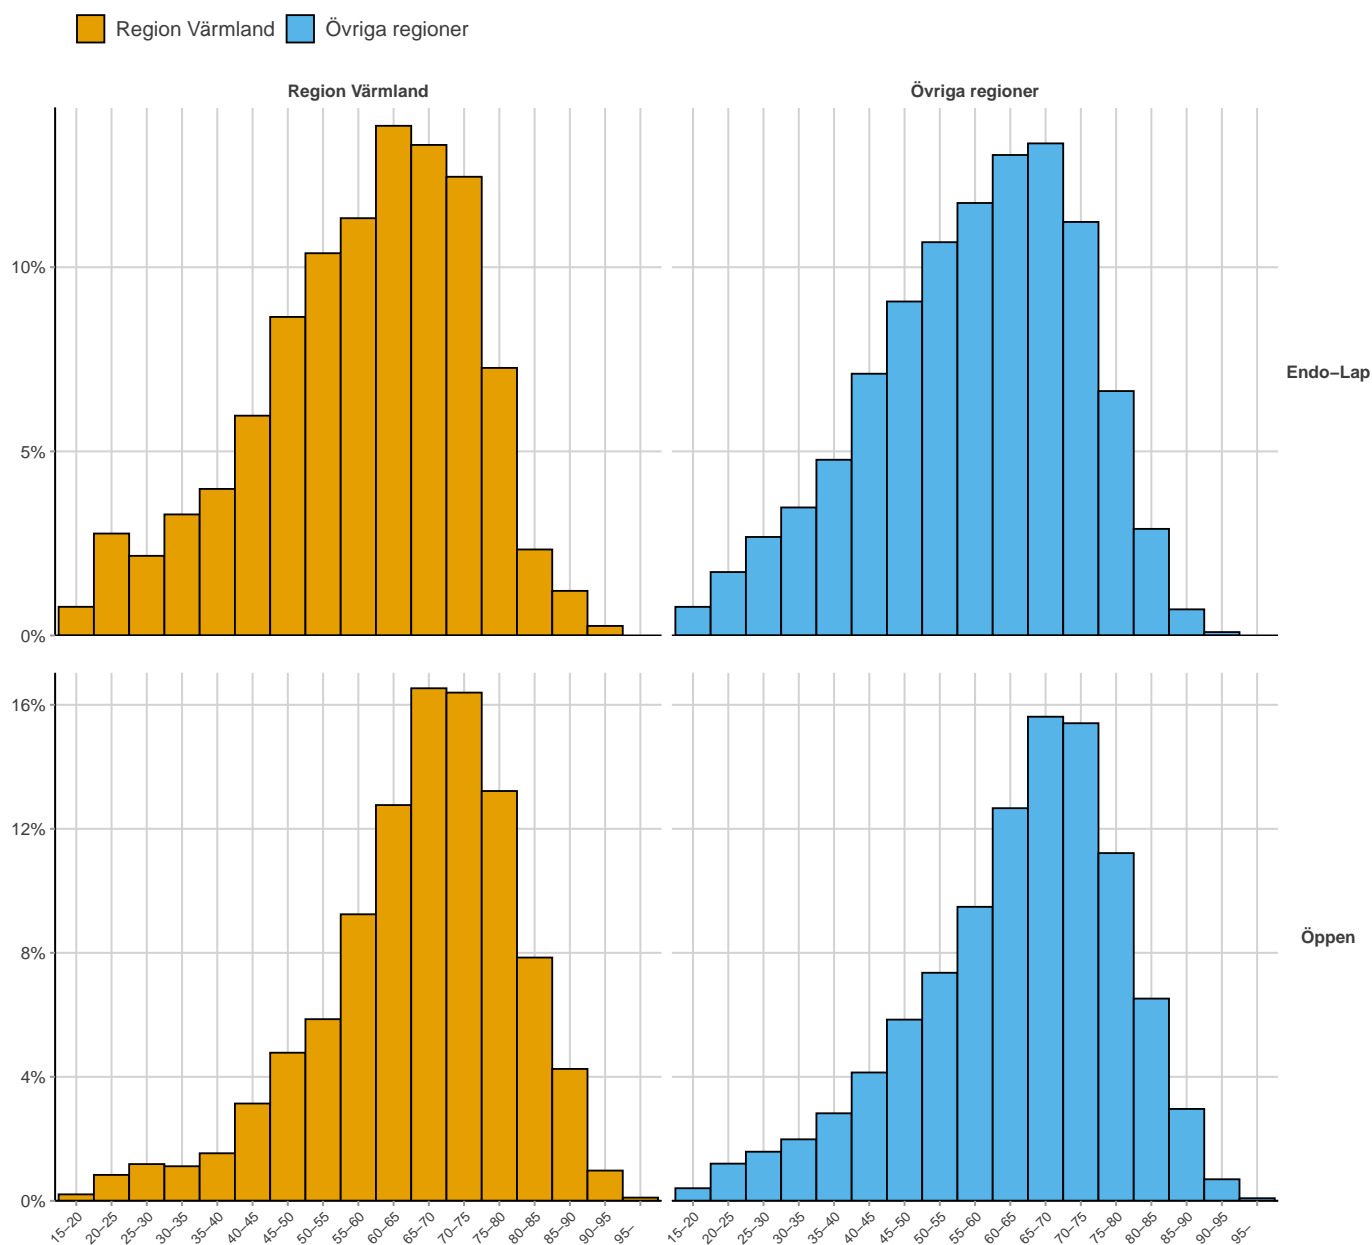 Region Värmland Övriga regioner
Region Värmland Övriga regioner
10%
5%
0%
Endo−Lap
16%
12%
8%
4%
0%
Öppen
15−20 20−25 25−30 30−35 35−40 40−45 45−50 50−55 55−60 60−65 65−70 70−75 75−80 80−85 85−90 90−95 95− 15−20 20−25 25−30 30−35 35−40 40−45 45−50 50−55 55−60 60−65 65−70 70−75 75−80 80−85 85−90 90−95 95−